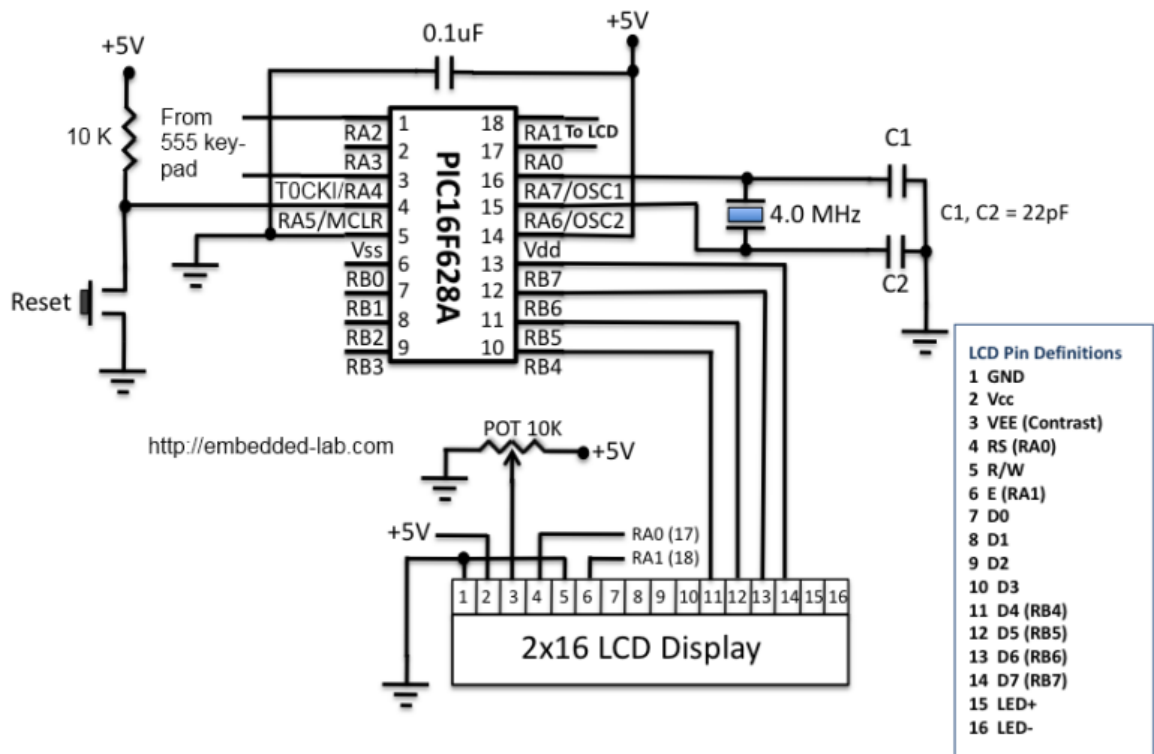 +5V
0.1uF
+5V
10 K
From
555 key-
pad
1
RA2
2
RA3
3
T0CKI/RA4
4
RA5/MCLR
5
Vss
6
RB0
7
RB1
8
RB2
9
RB3
PIC16F628A
18
RA1 To LCD
17
RA0
16
RA7/OSC1
15
RA6/OSC2
14
Vdd
13
RB7
12
RB6
11
RB5
10
RB4
4.0 MHz
C1
C2
C1, C2 = 22pF
Reset
http://embedded-lab.com
POT 10K
+5V
+5V
RA0 (17)
RA1 (18)
1 2 3 4 5 6 7 8 9 10 11 12 13 14 15 16
2x16 LCD Display
LCD Pin Definitions
1 GND
2 Vcc
3 VEE (Contrast)
4 RS (RA0)
5 R/W
6 E (RA1)
7 D0
8 D1
9 D2
10 D3
11 D4 (RB4)
12 D5 (RB5)
13 D6 (RB6)
14 D7 (RB7)
15 LED+
16 LED-